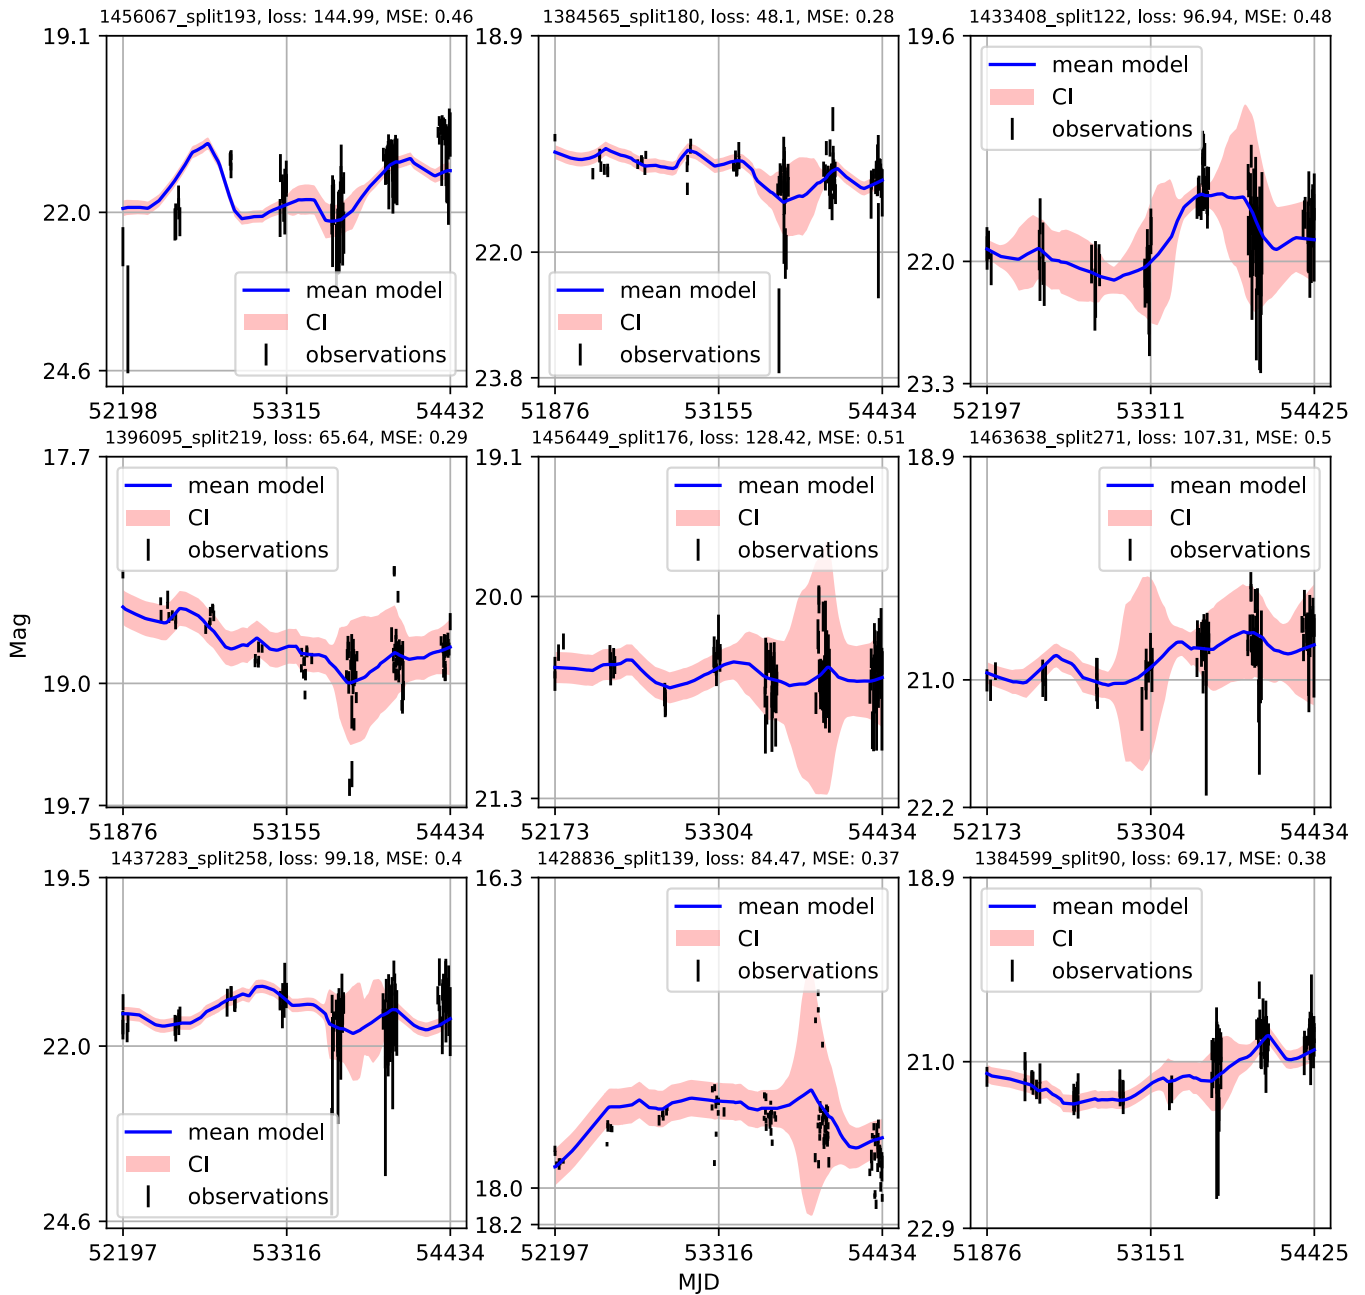 1456067_split193, loss: 144.99, MSE: 0.46
19.1
22.0
24.6
mean model
CI
observations
52198 53315 54432
1384565_split180, loss: 48.1, MSE: 0.28
18.9
22.0
23.8
mean model
CI
observations
51876 53155 54434
1433408_split122, loss: 96.94, MSE: 0.48
19.6
22.0
23.3
mean model
CI
observations
52197 53311 54425
1396095_split219, loss: 65.64, MSE: 0.29
17.7
19.0
19.7
mean model
CI
observations
51876 53155 54434
Mag
1456449_split176, loss: 128.42, MSE: 0.51
19.1
20.0
21.3
mean model
CI
observations
52173 53304 54434
1463638_split271, loss: 107.31, MSE: 0.5
18.9
21.0
22.2
mean model
CI
observations
52173 53304 54434
1437283_split258, loss: 99.18, MSE: 0.4
19.5
22.0
24.6
mean model
CI
observations
52197 53316 54434
1428836_split139, loss: 84.47, MSE: 0.37
16.3
18.0
18.2
mean model
CI
observations
52197 53316 54434
MJD
1384599_split90, loss: 69.17, MSE: 0.38
18.9
21.0
22.9
mean model
CI
observations
51876 53151 54425